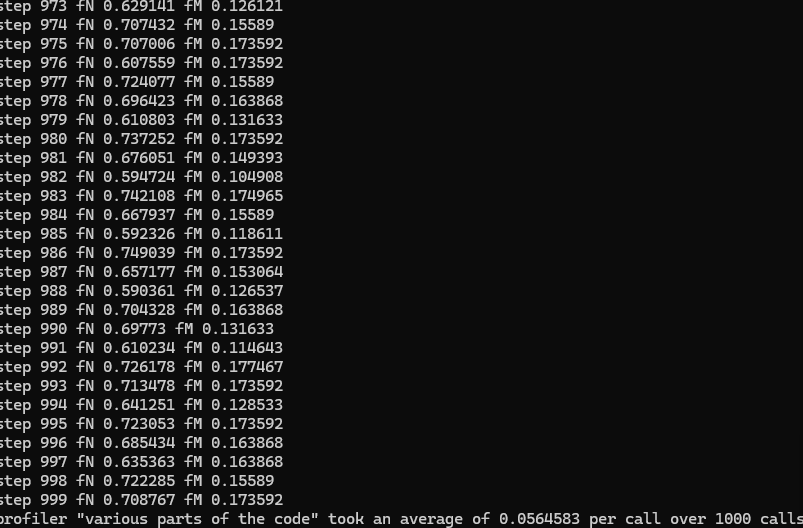 step 973 fN 0.629141 fM 0.126121
step 974 fN 0.707432 fM 0.15589
step 975 fN 0.707006 fM 0.173592
step 976 fN 0.607559 fM 0.173592
step 977 fN 0.724077 fM 0.15589
step 978 fN 0.696423 fM 0.163868
step 979 fN 0.610803 fM 0.131633
step 980 fN 0.737252 fM 0.173592
step 981 fN 0.676051 fM 0.149393
step 982 fN 0.594724 fM 0.104908
step 983 fN 0.742108 fM 0.174965
step 984 fN 0.667937 fM 0.15589
step 985 fN 0.592326 fM 0.118611
step 986 fN 0.749039 fM 0.173592
step 987 fN 0.657177 fM 0.153064
step 988 fN 0.590361 fM 0.126537
step 989 fN 0.704328 fM 0.163868
step 990 fN 0.69773 fM 0.131633
step 991 fN 0.610234 fM 0.114643
step 992 fN 0.726178 fM 0.177467
step 993 fN 0.713478 fM 0.173592
step 994 fN 0.641251 fM 0.128533
step 995 fN 0.723053 fM 0.173592
step 996 fN 0.685434 fM 0.163868
step 997 fN 0.635363 fM 0.163868
step 998 fN 0.722285 fM 0.15589
step 999 fN 0.708767 fM 0.173592
profiler "various parts of the code" took an average of 0.0564583 per call over 1000 calls